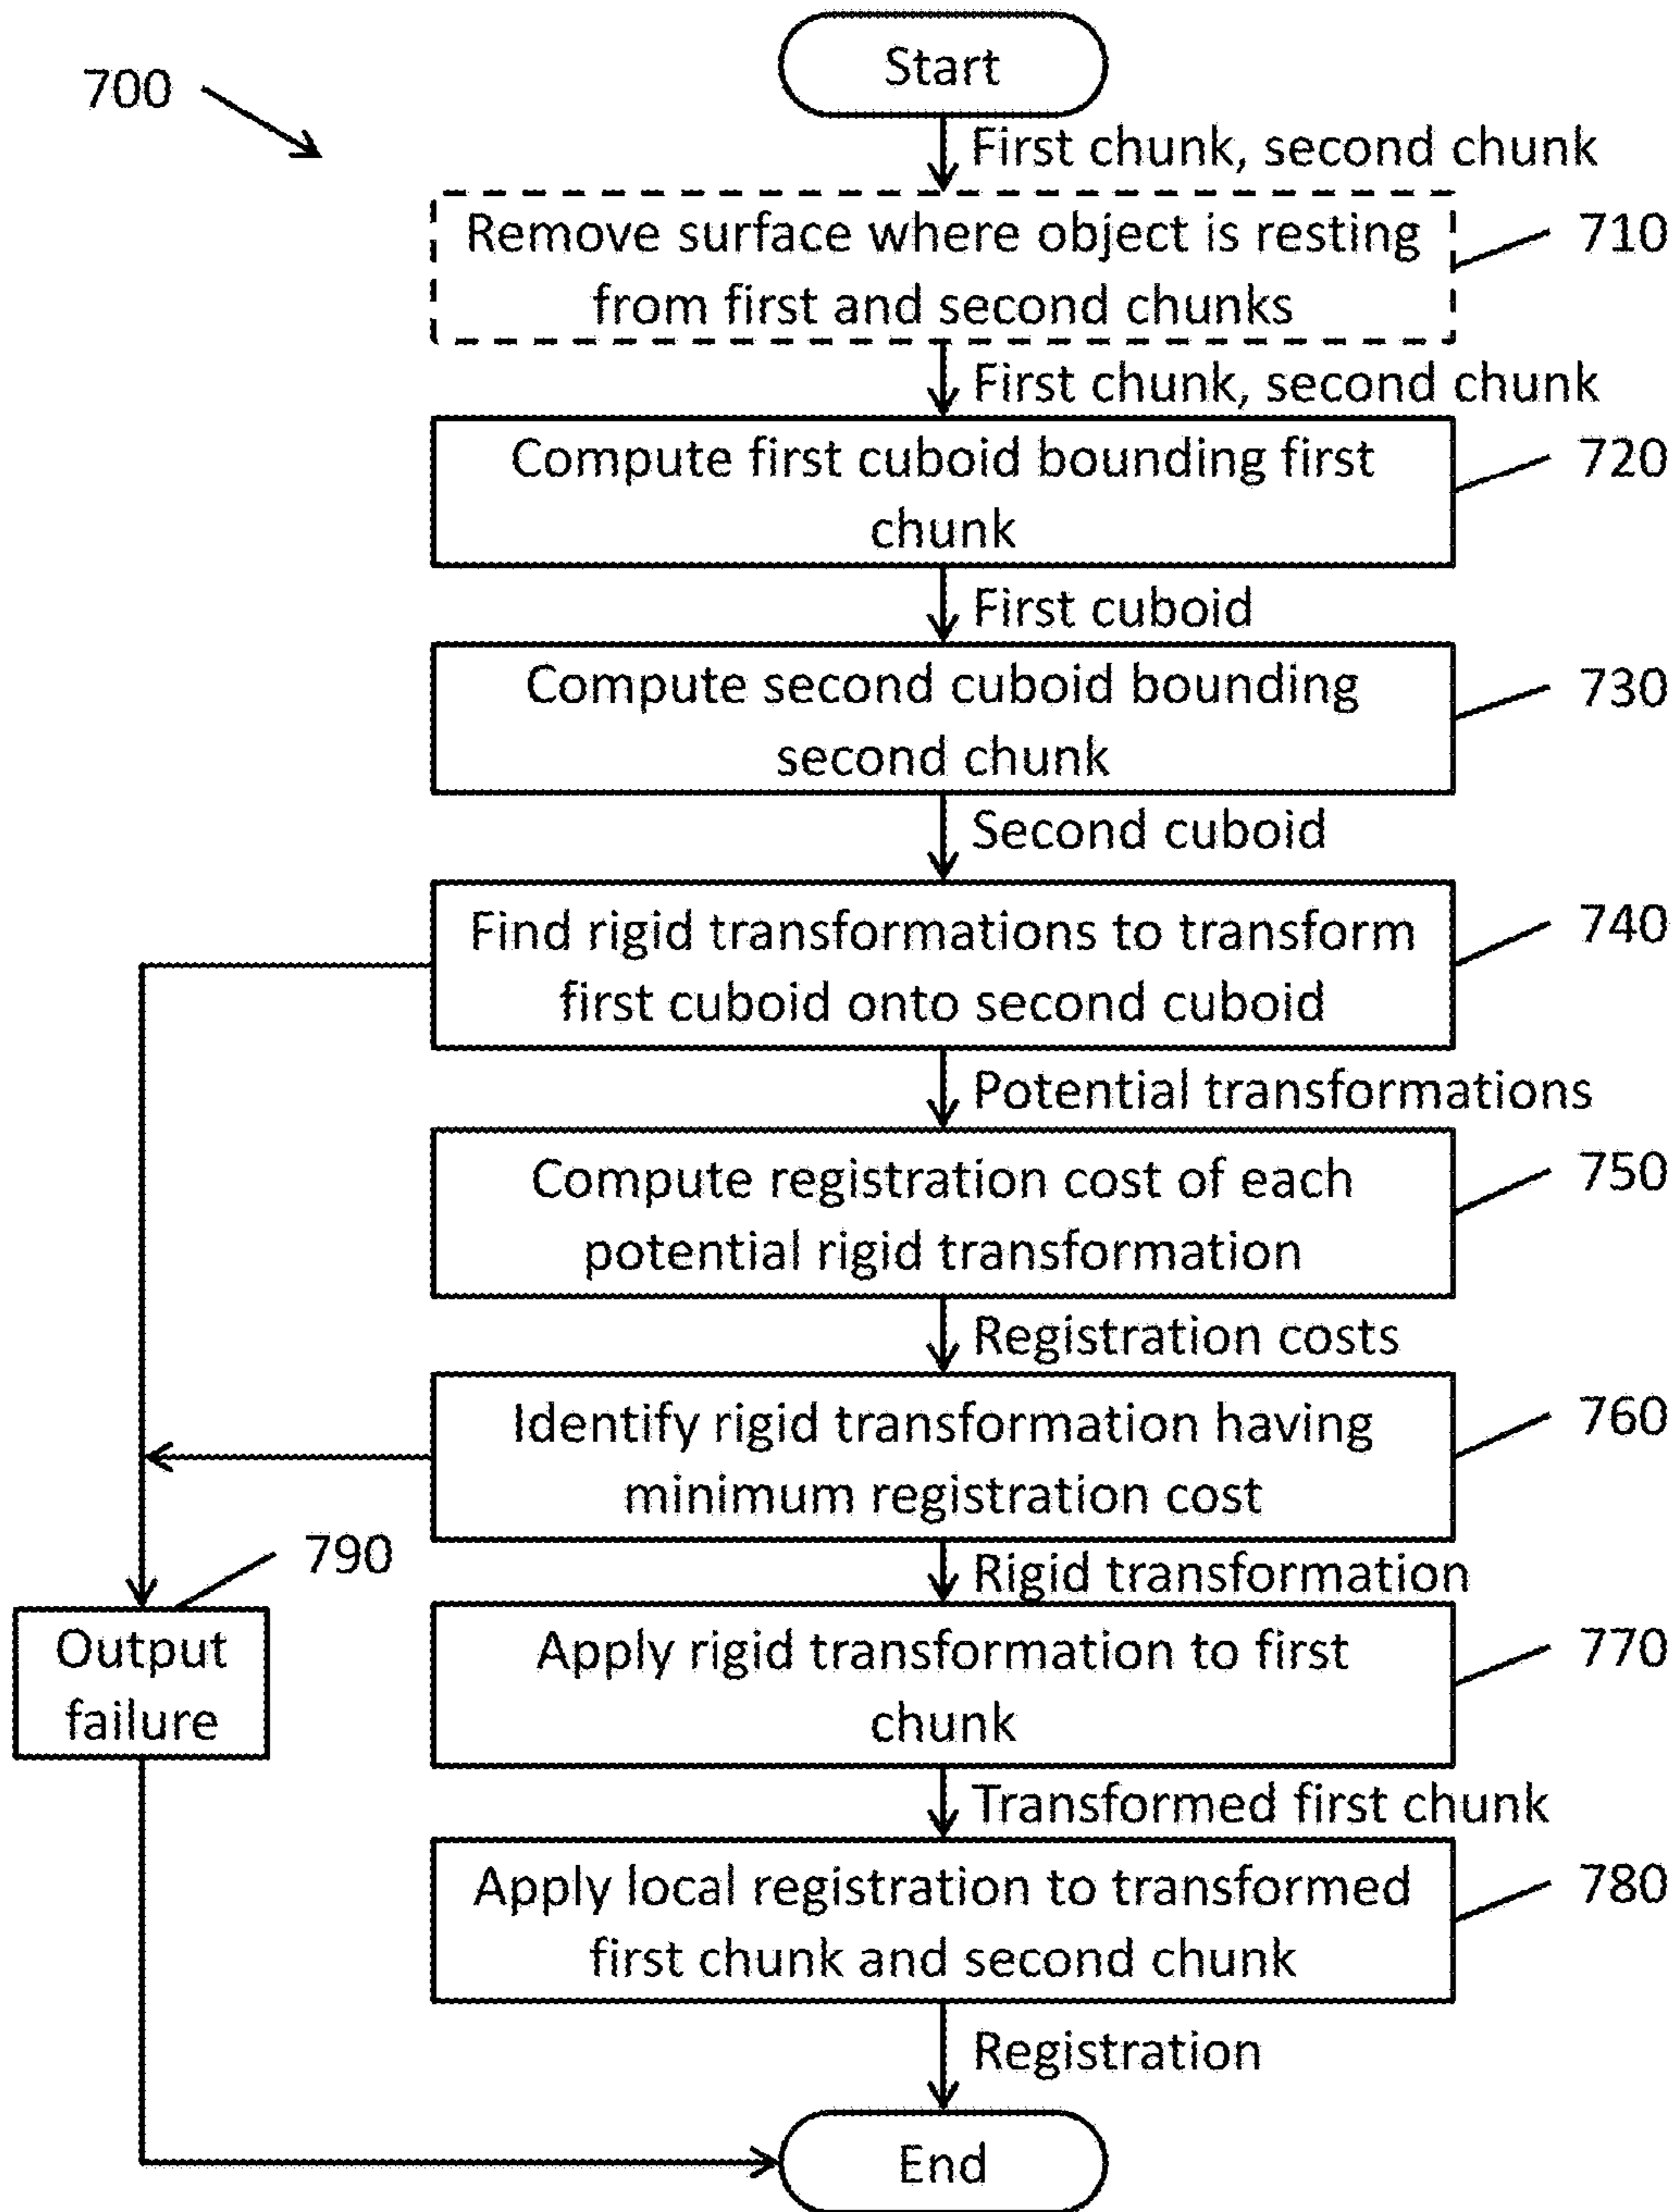 Start
700
First chunk, second chunk
Remove surface where object is resting
from first and second chunks
710
First chunk, second chunk
Compute first cuboid bounding first
chunk
720
First cuboid
Compute second cuboid bounding
second chunk
730
Second cuboid
Find rigid transformations to transform
first cuboid onto second cuboid
740
Potential transformations
Compute registration cost of each
potential rigid transformation
750
Registration costs
Identify rigid transformation having
minimum registration cost
760
790
Output
failure
Rigid transformation
Apply rigid transformation to first
chunk
770
Transformed first chunk
Apply local registration to transformed
first chunk and second chunk
780
Registration
End